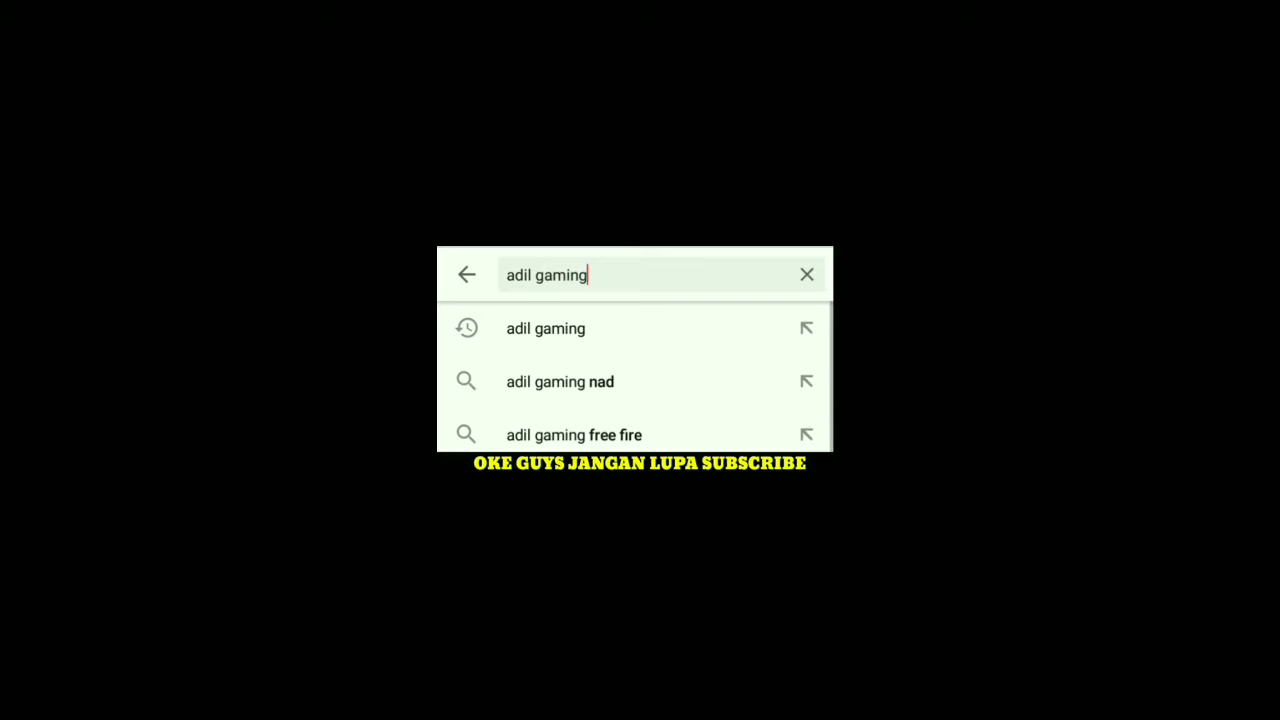 adil gaming
adil gaming
adil gaming nad
adil gaming free fire
OKE GUYS JANGAN LUPA SUBSCRIBE